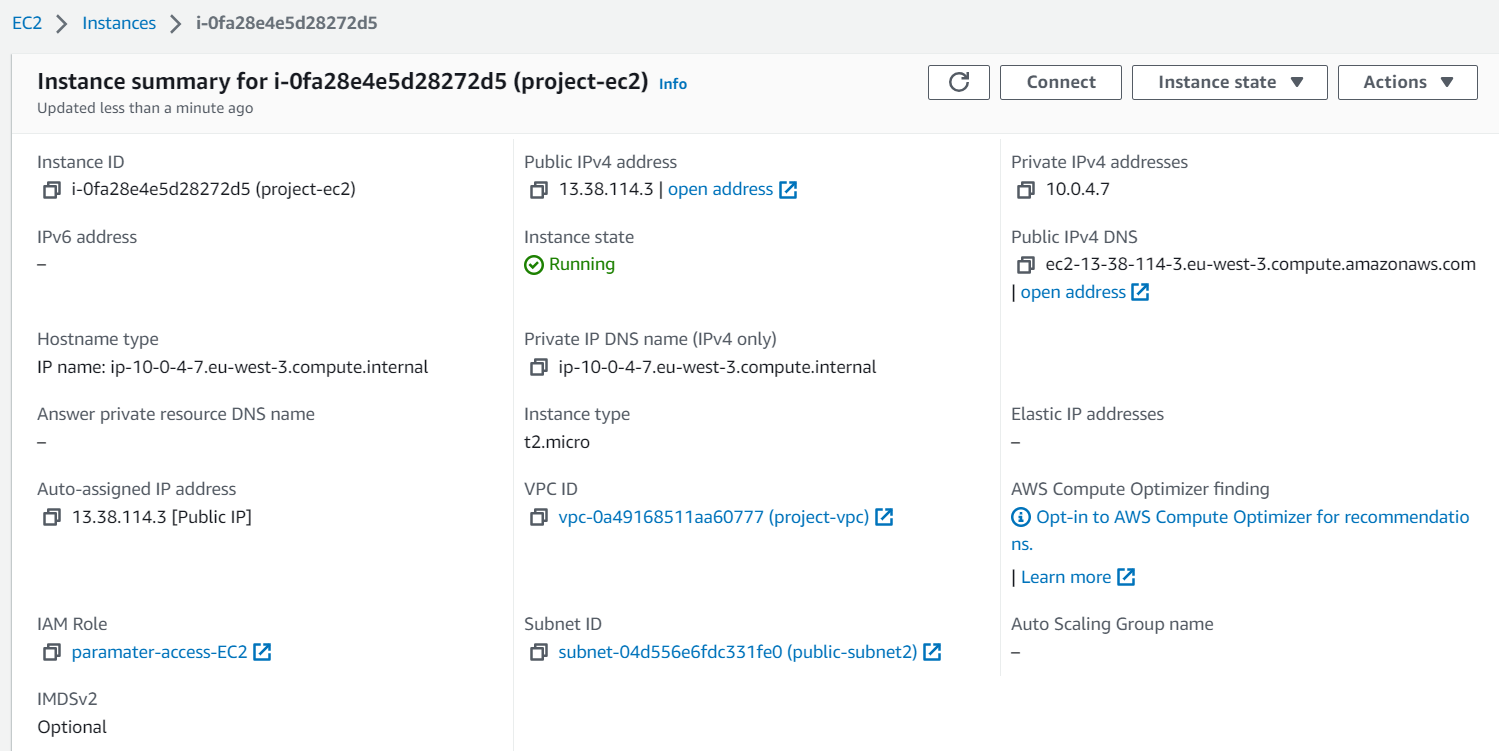 EC2 > Instances > i-0fa28e4e5d28272d5
Instance summary for i-0fa28e4e5d28272d5 (project-ec2) Info
Updated less than a minute ago
Connect
Instance state
Actions
Instance ID
i-0fa28e4e5d28272d5 (project-ec2)
Public IPv4 address
13.38.114.3 | open address
Private IPv4 addresses
10.0.4.7
IPv6 address
–
Instance state
Running
Public IPv4 DNS
ec2-13-38-114-3.eu-west-3.compute.amazonaws.com
| open address
Hostname type
IP name: ip-10-0-4-7.eu-west-3.compute.internal
Private IP DNS name (IPv4 only)
ip-10-0-4-7.eu-west-3.compute.internal
Answer private resource DNS name
–
Instance type
t2.micro
Elastic IP addresses
–
Auto-assigned IP address
13.38.114.3 [Public IP]
VPC ID
vpc-0a49168511aa60777 (project-vpc)
AWS Compute Optimizer finding
Opt-in to AWS Compute Optimizer for recommendatio
ns.
| Learn more
IAM Role
paramater-access-EC2
Subnet ID
subnet-04d556e6fdc331fe0 (public-subnet2)
Auto Scaling Group name
–
IMDSv2
Optional